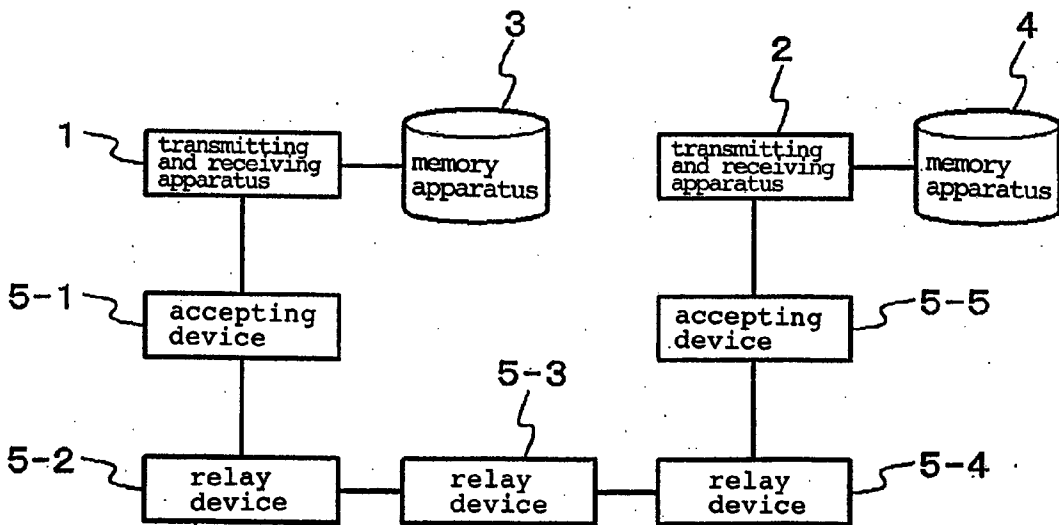 3
4
2
1
transmitting
and receiving
apparatus
memory
apparatus
transmitting
and receiving
apparatus
memory
apparatus
5-1
accepting
device
accepting
device
5-5
5-3
5-2
relay
device
relay
device
relay
device
5-4